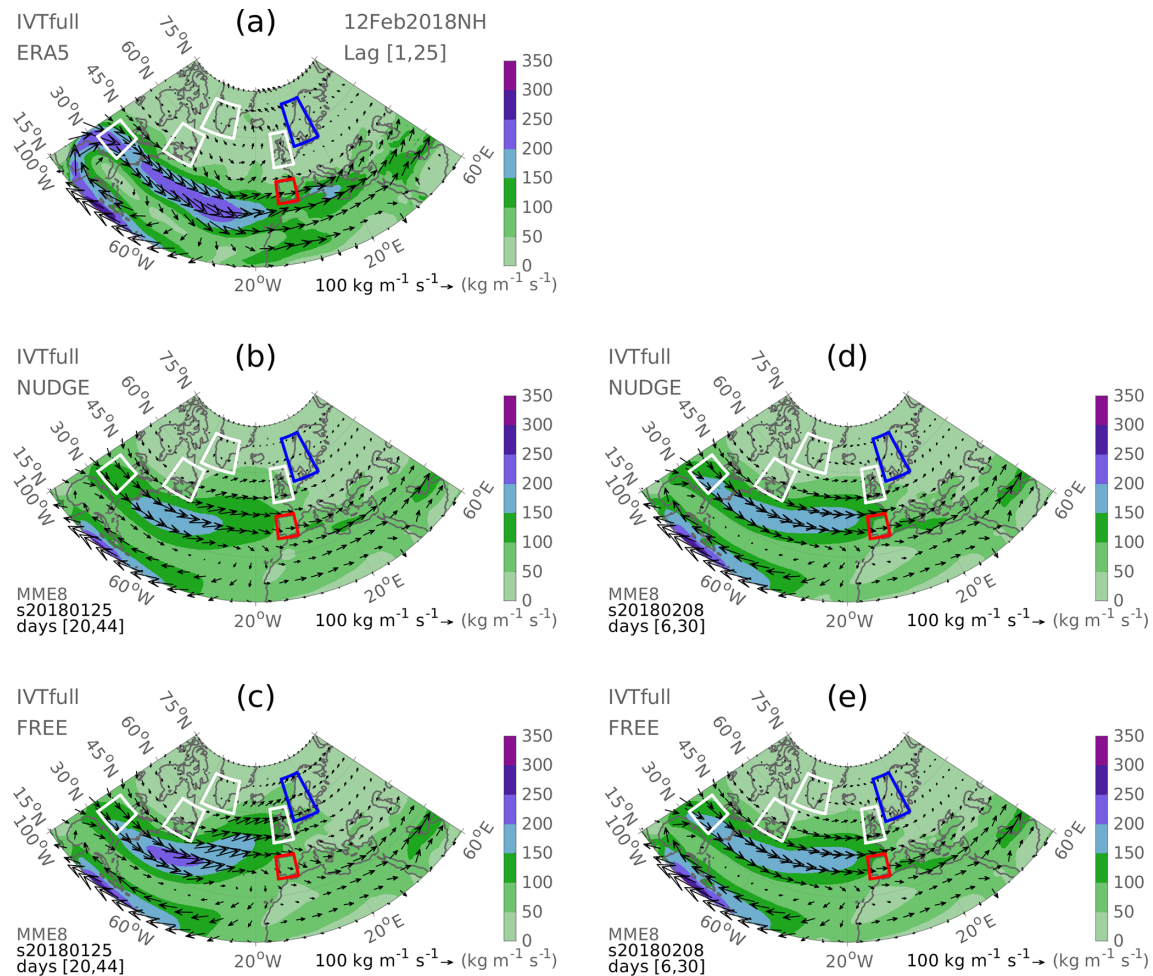 IVTfull
ERA5
(a)
12Feb2018NH
Lag [1,25]
75°N
60°N
45°N
30°N
15°N
100°W
60°W
20°W
20°E
60°E
350
300
250
200
150
100
50
0
100 kg m-1 s-1 (kg m-1 s-1)
IVTfull
NUDGE
(b)
75°N
60°N
45°N
30°N
15°N
100°W
60°W
20°W
20°E
60°E
350
300
250
200
150
100
50
0
MME8
s20180125
days [20,44]
100 kg m-1 s-1 (kg m-1 s-1)
IVTfull
NUDGE
(d)
75°N
60°N
45°N
30°N
15°N
100°W
60°W
20°W
20°E
60°E
350
300
250
200
150
100
50
0
MME8
s20180208
days [6,30]
100 kg m-1 s-1 (kg m-1 s-1)
IVTfull
FREE
(c)
75°N
60°N
45°N
30°N
15°N
100°W
60°W
20°W
20°E
60°E
350
300
250
200
150
100
50
0
MME8
s20180125
days [20,44]
100 kg m-1 s-1 (kg m-1 s-1)
IVTfull
FREE
(e)
75°N
60°N
45°N
30°N
15°N
100°W
60°W
20°W
20°E
60°E
350
300
250
200
150
100
50
0
MME8
s20180208
days [6,30]
100 kg m-1 s-1 (kg m-1 s-1)